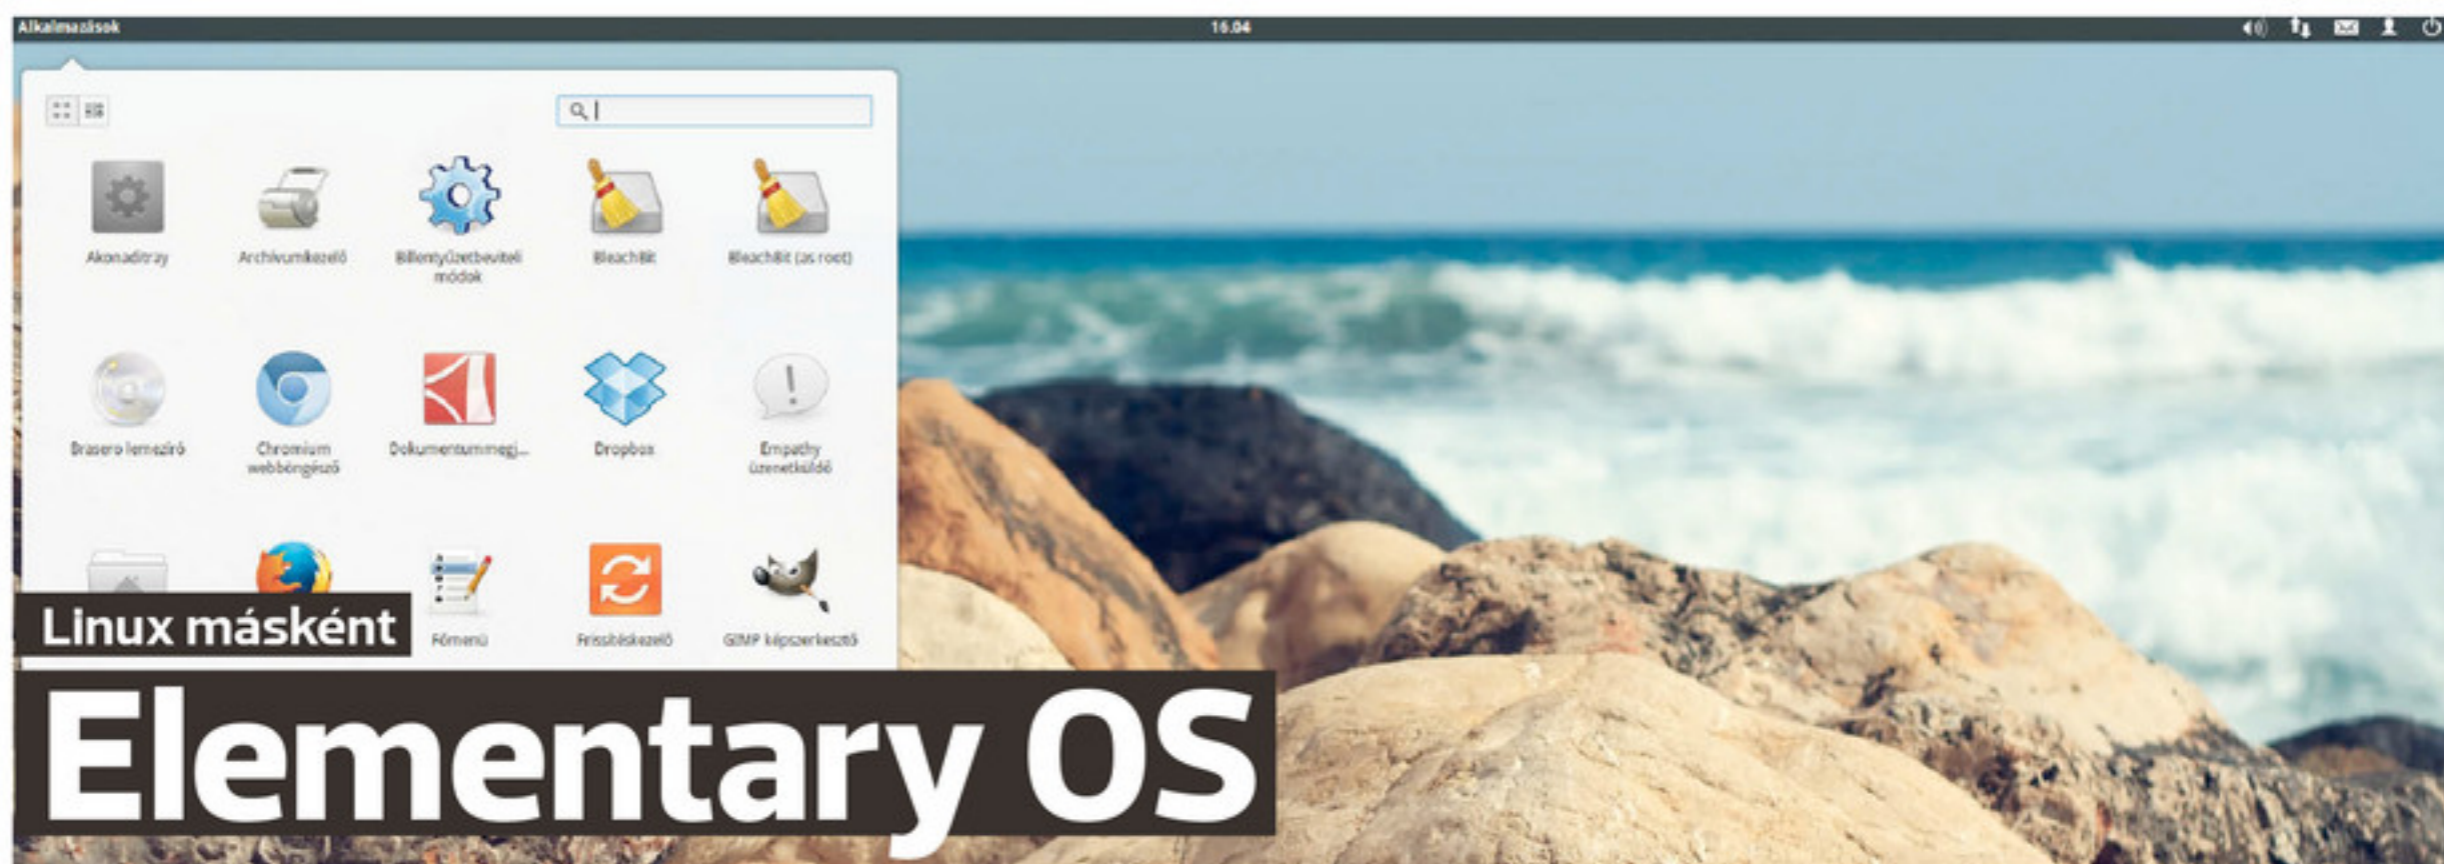 Alkalmazások
16.04
Akonaditray
Archívumkezelő
Billentyűzetbeviteli
módok
BleachBit
BleachBit (as root)
Brasero lemezíró
Chromium
webböngésző
Dokumentummegj...
Dropbox
Empathy
üzenetküldő
Főmenü
Frissítéskezelő
GIMP képszerkesztő
Linux másként
Elementary OS